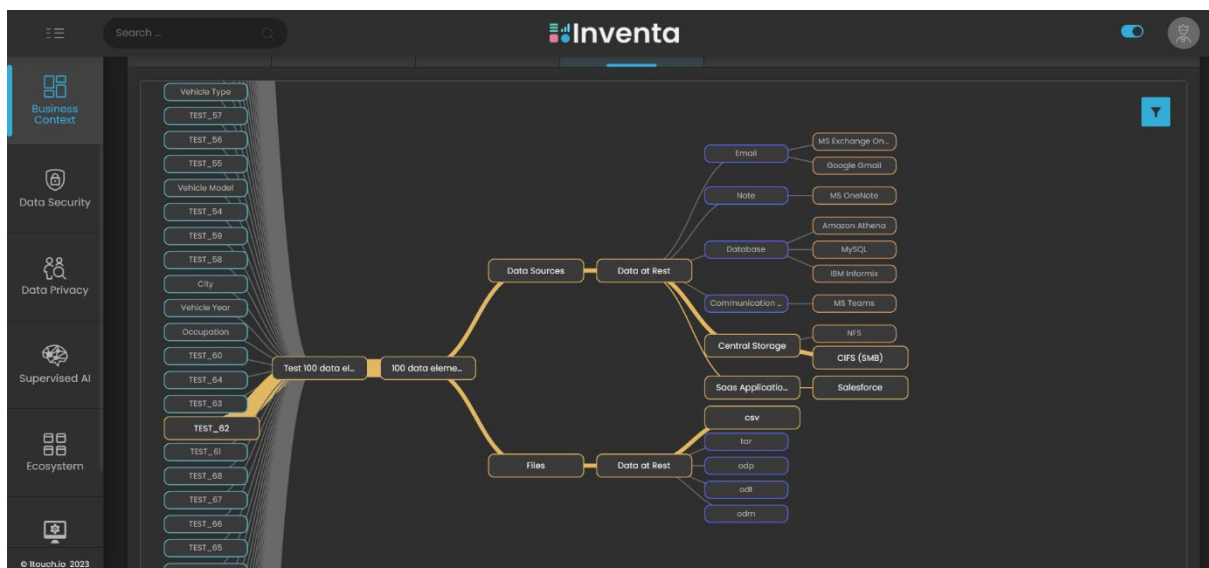 Search ...
Inventa
Business
Context
Data Security
Data Privacy
Supervised AI
Ecosystem
© 1touch.io 2023
Vehicle Type
TEST_57
TEST_56
TEST_55
Vehicle Model
TEST_54
TEST_59
TEST_58
City
Vehicle Year
Occupation
TEST_60
TEST_64
TEST_63
TEST_62
TEST_61
TEST_68
TEST_67
TEST_66
TEST_65
Test 100 data el...
100 data eleme...
Data Sources
Data at Rest
Files
Data at Rest
Email
Note
Database
Communication ...
Central Storage
Saas Applicatio...
csv
tar
odp
odt
odm
MS Exchange On...
Google Gmail
MS OneNote
Amazon Athena
MySQL
IBM Informix
MS Teams
NFS
CIFS (SMB)
Salesforce